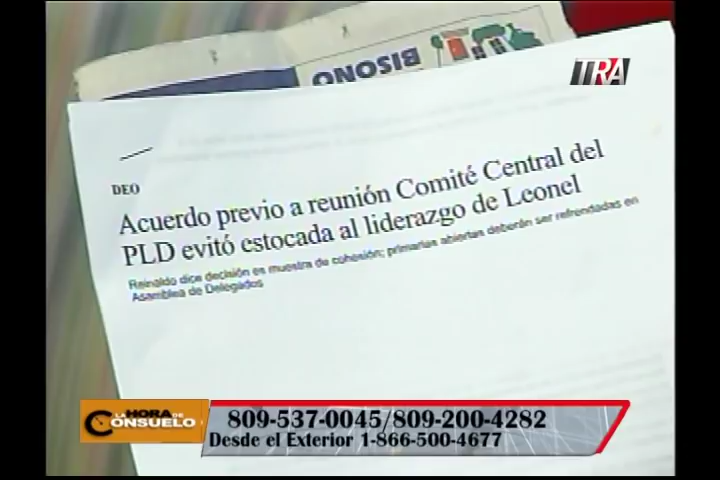 BISONO
TRA
DEO
Acuerdo previo a reunión Comité Central del
PLD evitó estocada al liderazgo de Leonel
Reinaldo dice decisión es muestra de cohesión; primarias abiertas deberán ser refrendadas en
Asamblea de Delegados
LA HORA DE
CONSUELO
809-537-0045/809-200-4282
Desde el Exterior 1-866-500-4677